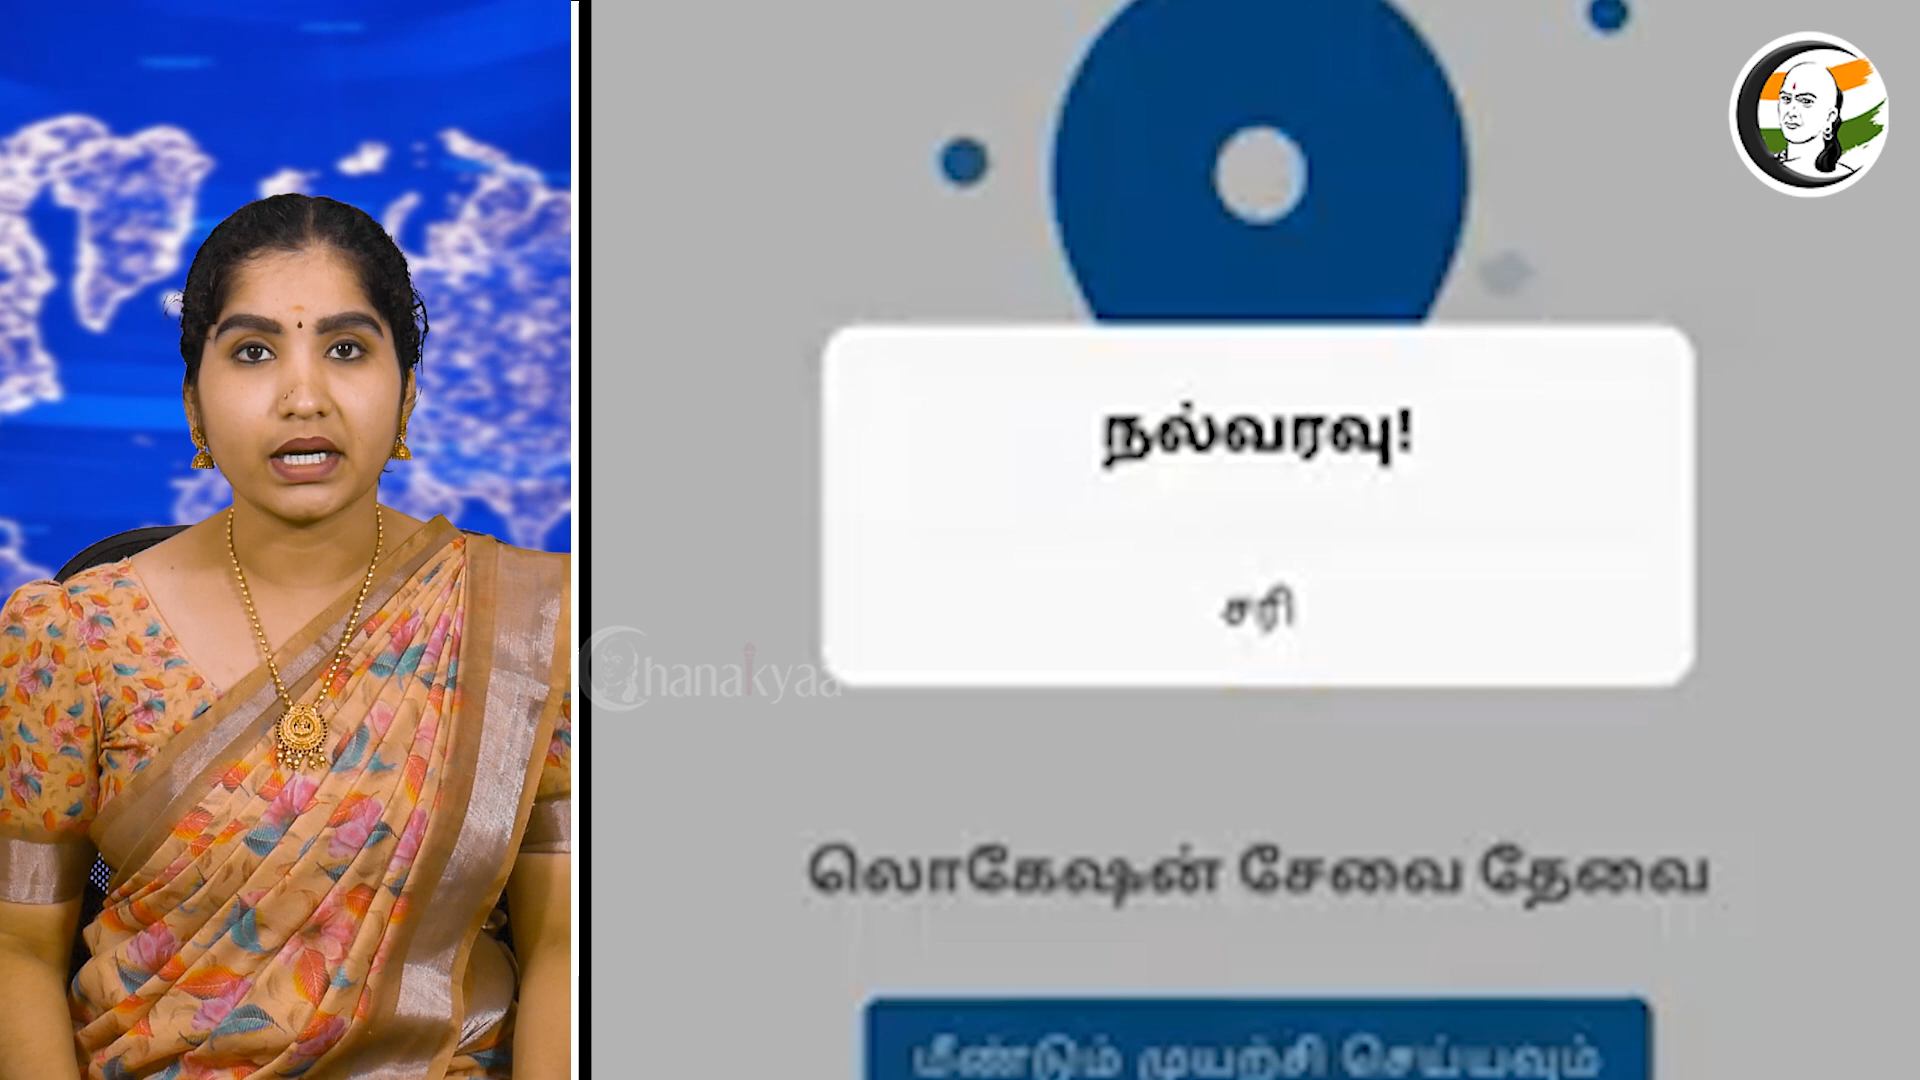 நல்வரவு!
சரி
Chanakyaa
லொகேஷன் சேவை தேவை
மீண்டும் முயற்சி செய்யவும்